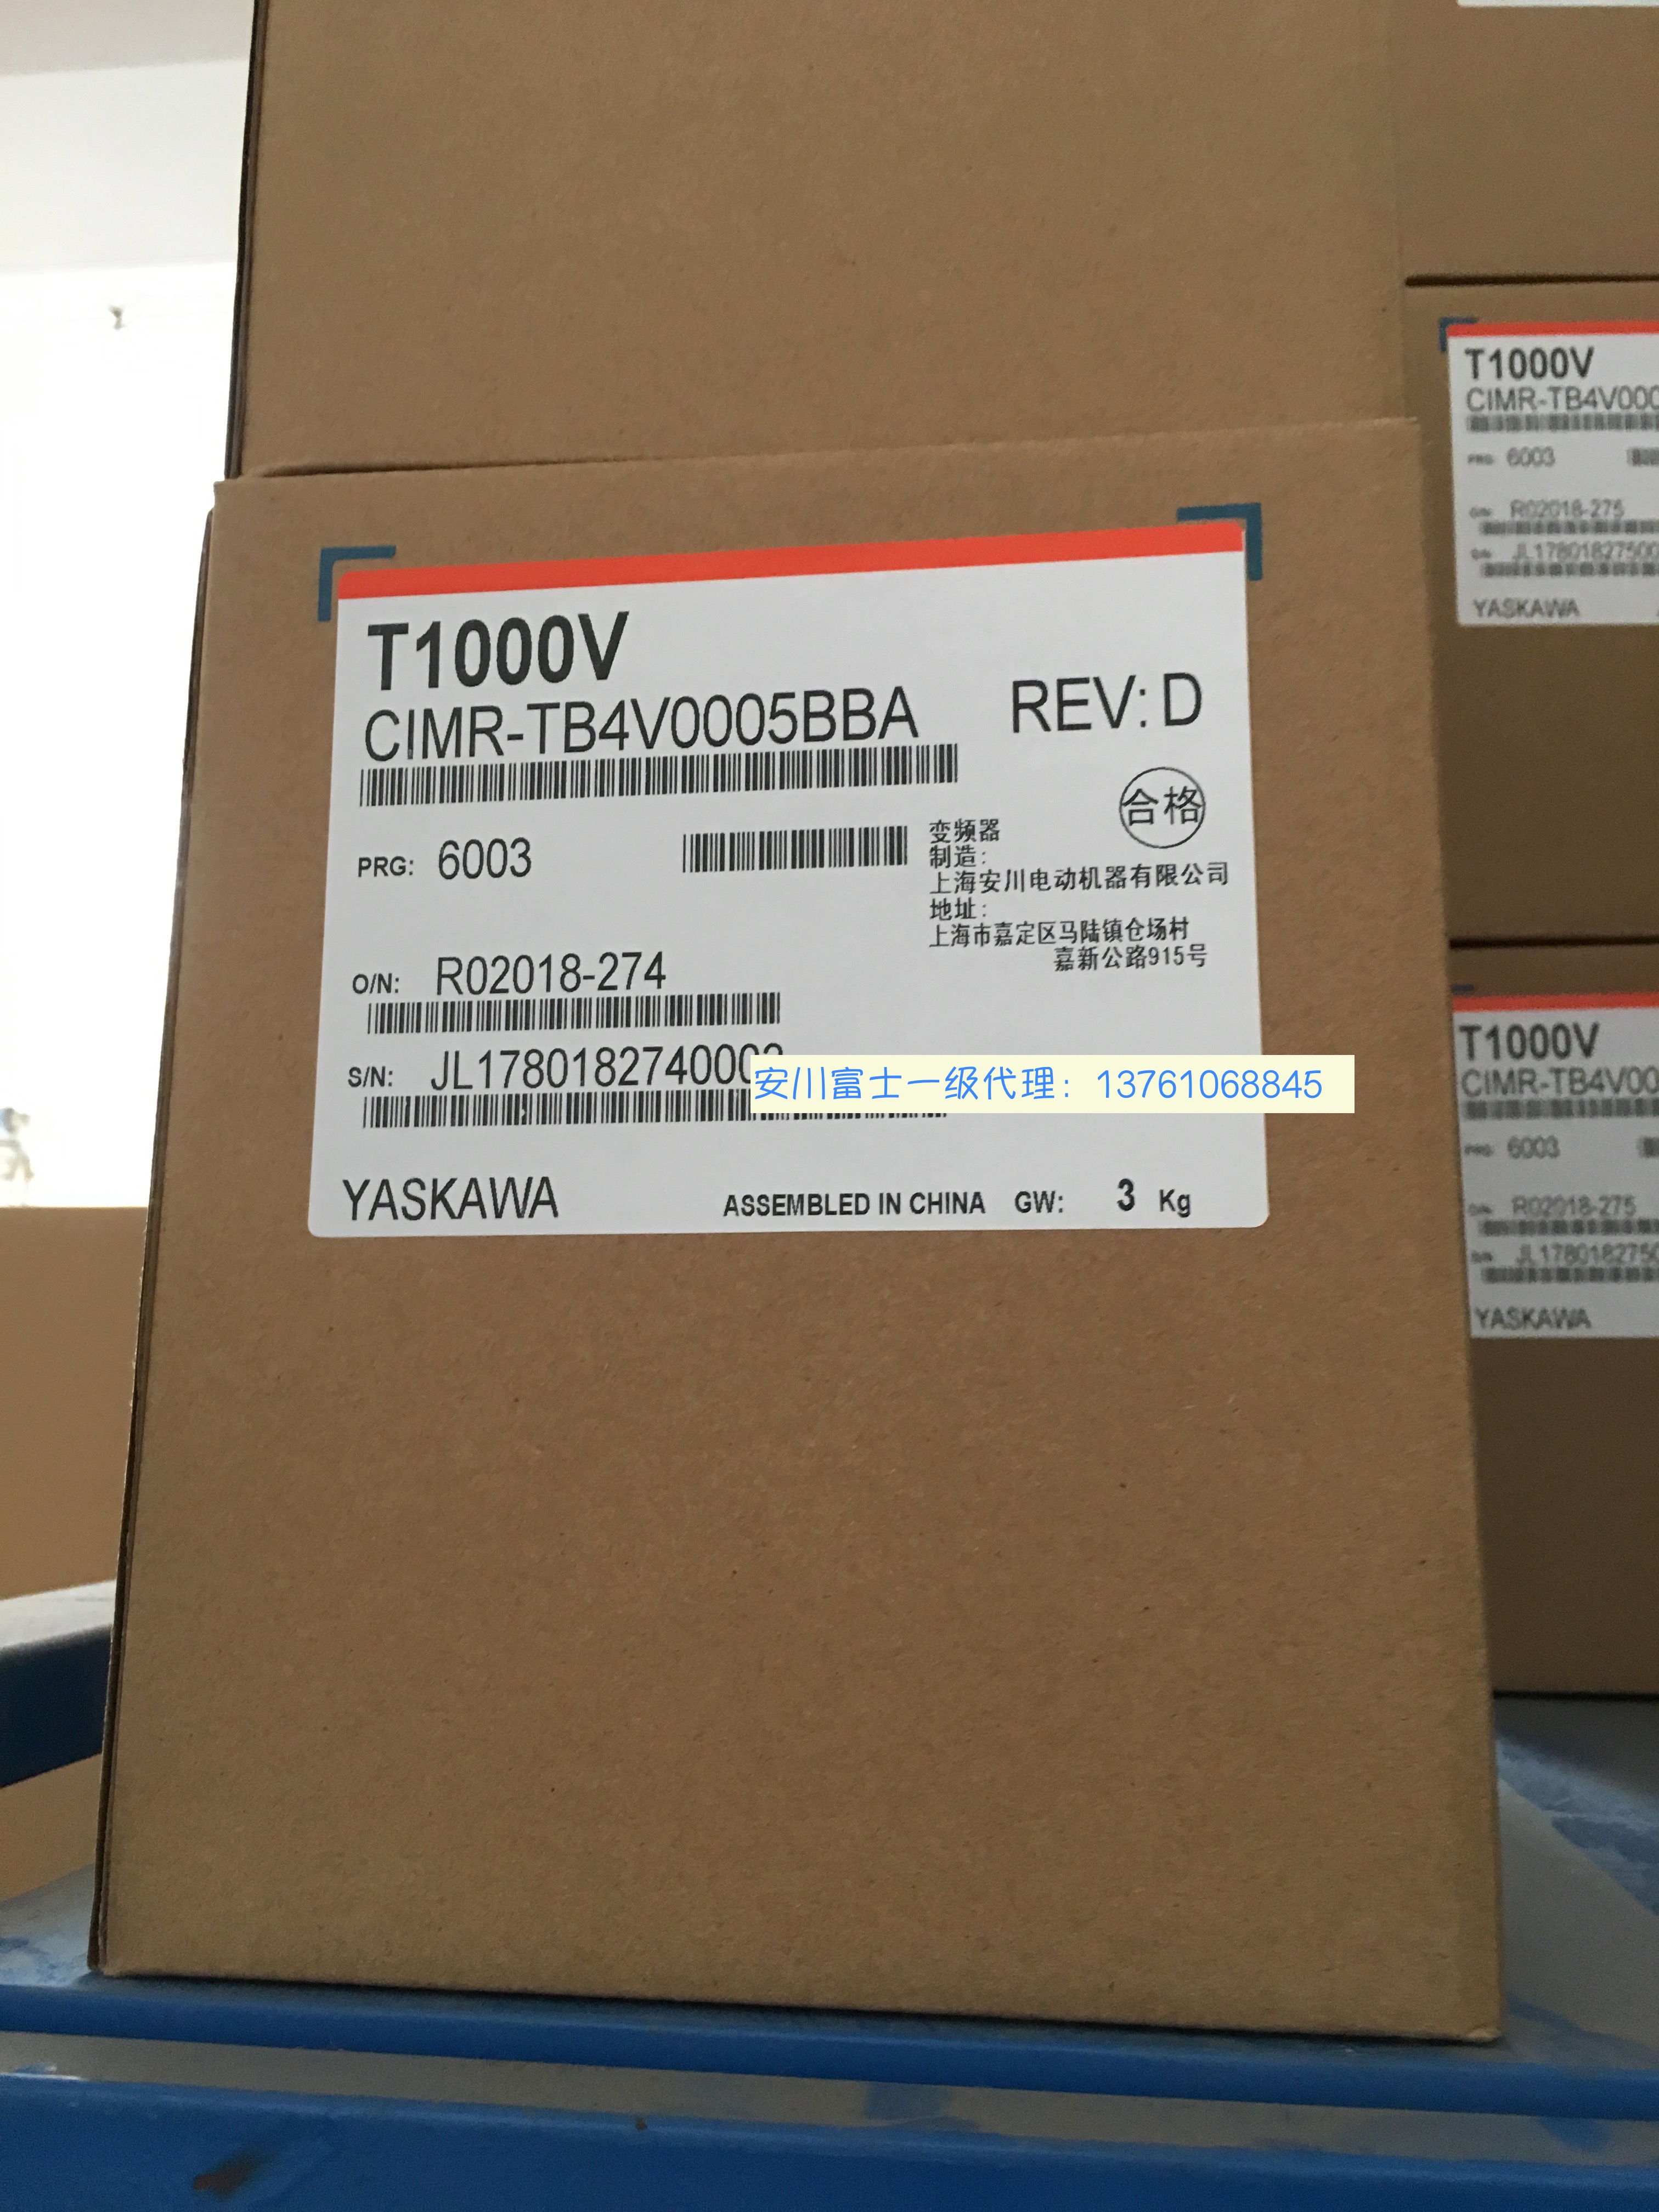 T1000V
CIMR-TB4V0005BBA
REV: D
合格
PRG: 6003
变频器
制造:
上海安川电动机器有限公司
地址:
上海市嘉定区马陆镇仓场村
嘉新公路915号
O/N: R02018-274
S/N:
安川富士一级代理：13761068845
YASKAWA
ASSEMBLED IN CHINA GW: 3 Kg
T1000V
PRG: 6003
O/N: R02018-275
YASKAWA
T1000V
PRG: 6003
O/N: R02018-275
YASKAWA